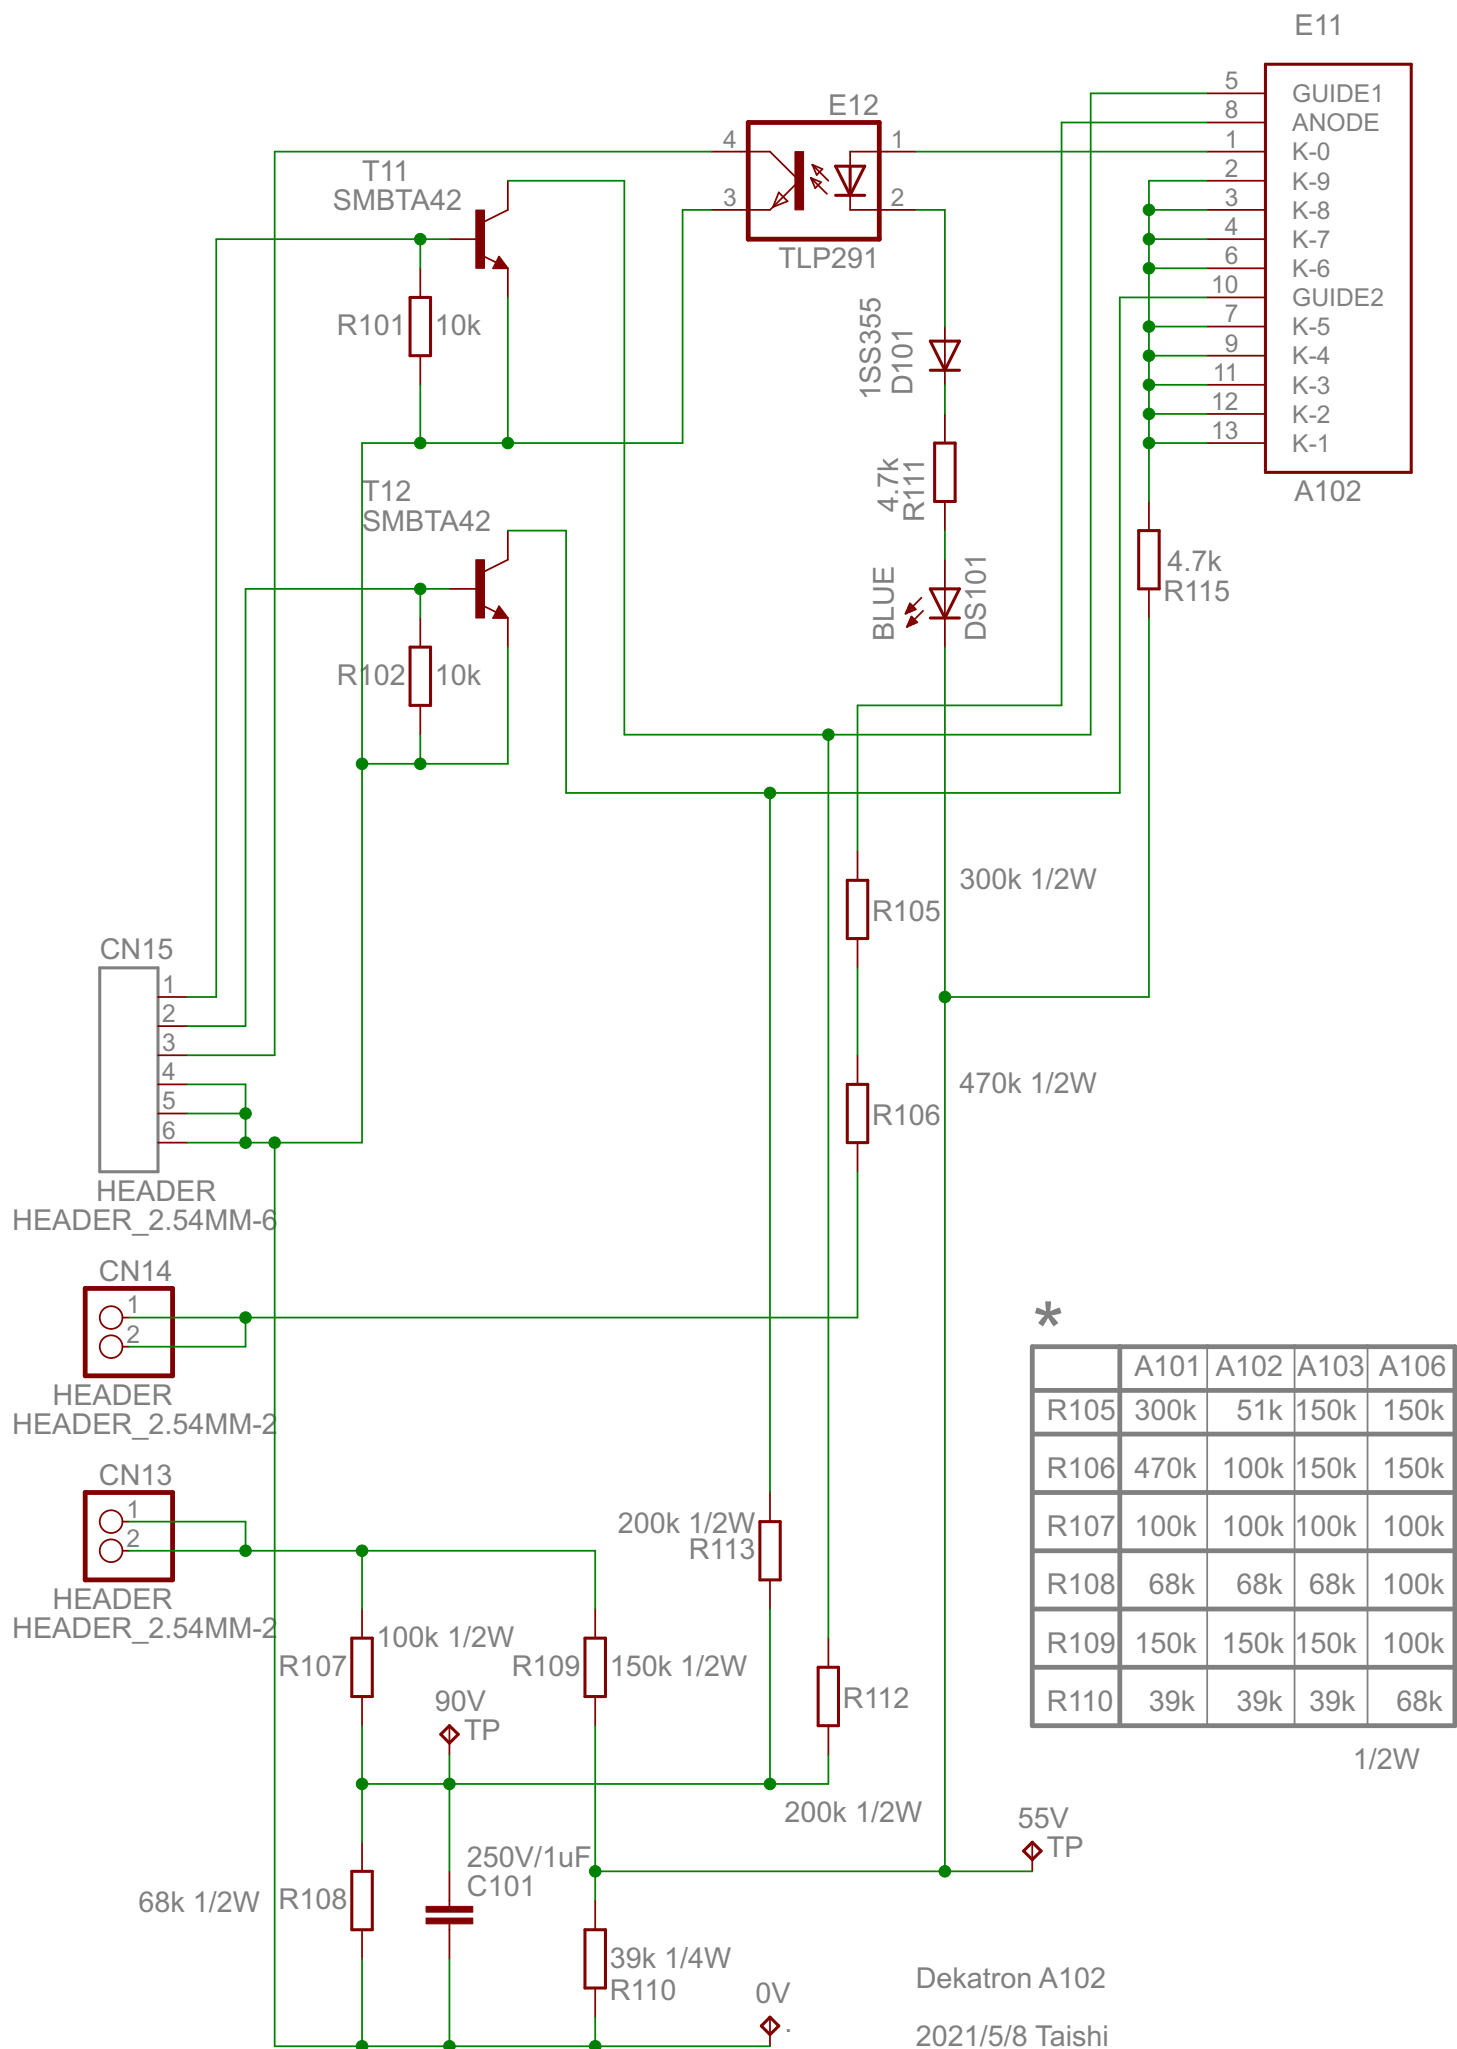 E11
5 GUIDE1
8 ANODE
1 K-0
2 K-9
3 K-8
4 K-7
6 K-6
10 GUIDE2
7 K-5
9 K-4
11 K-3
12 K-2
13 K-1
A102
E12
4 1
3 2
TLP291
T11
SMBTA42
R101 10k
1SS355
D101
4.7k
R111
BLUE
DS101
4.7k
R115
T12
SMBTA42
R102 10k
300k 1/2W
R105
470k 1/2W
R106
CN15
1
2
3
4
5
6
HEADER
HEADER_2.54MM-6
CN14
1
2
HEADER
HEADER_2.54MM-2
CN13
1
2
HEADER
HEADER_2.54MM-2
*
A101 A102 A103 A106
R105 300k 51k 150k 150k
R106 470k 100k 150k 150k
R107 100k 100k 100k 100k
R108 68k 68k 68k 100k
R109 150k 150k 150k 100k
R110 39k 39k 39k 68k
1/2W
200k 1/2W
R113
100k 1/2W
R107
R109 150k 1/2W
R112
200k 1/2W
90V
TP
55V
TP
250V/1uF
C101
68k 1/2W R108
39k 1/4W
R110
0V
.
Dekatron A102
2021/5/8 Taishi